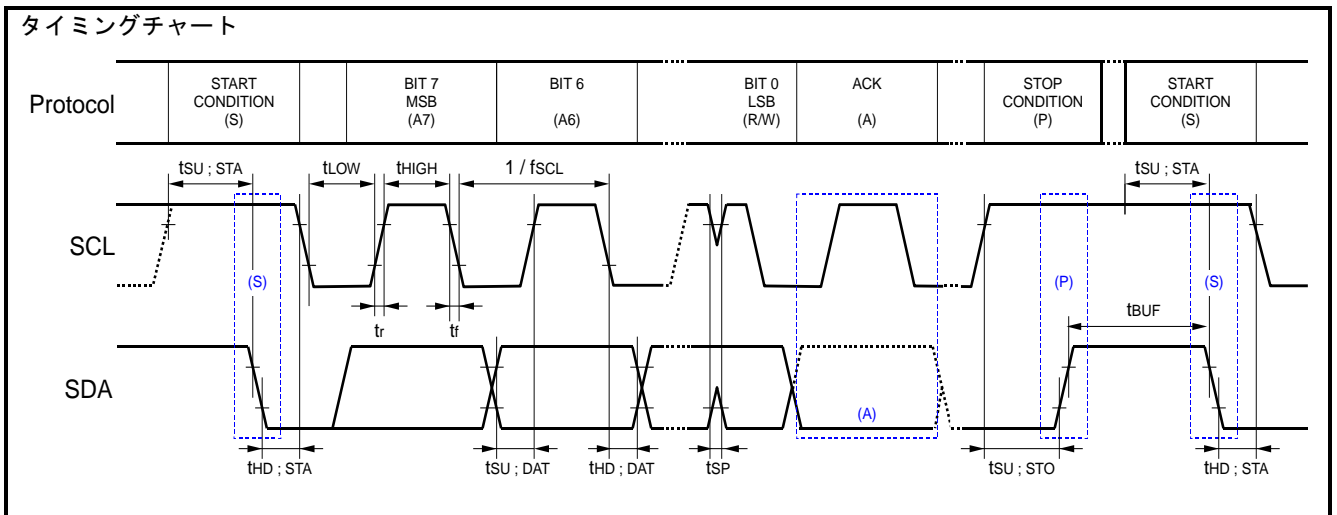 タイミングチャート
Protocol
START
CONDITION
(S)
BIT 7
MSB
(A7)
BIT 6
(A6)
BIT 0
LSB
(R/W)
ACK
(A)
STOP
CONDITION
(P)
START
CONDITION
(S)
tSU ; STA
tLOW
tHIGH
1 / fSCL
tSU ; STA
SCL
(S)
(P)
(S)
tr
tf
tBUF
SDA
(A)
tHD ; STA
tSU ; DAT
tHD ; DAT
tSP
tSU ; STO
tHD ; STA